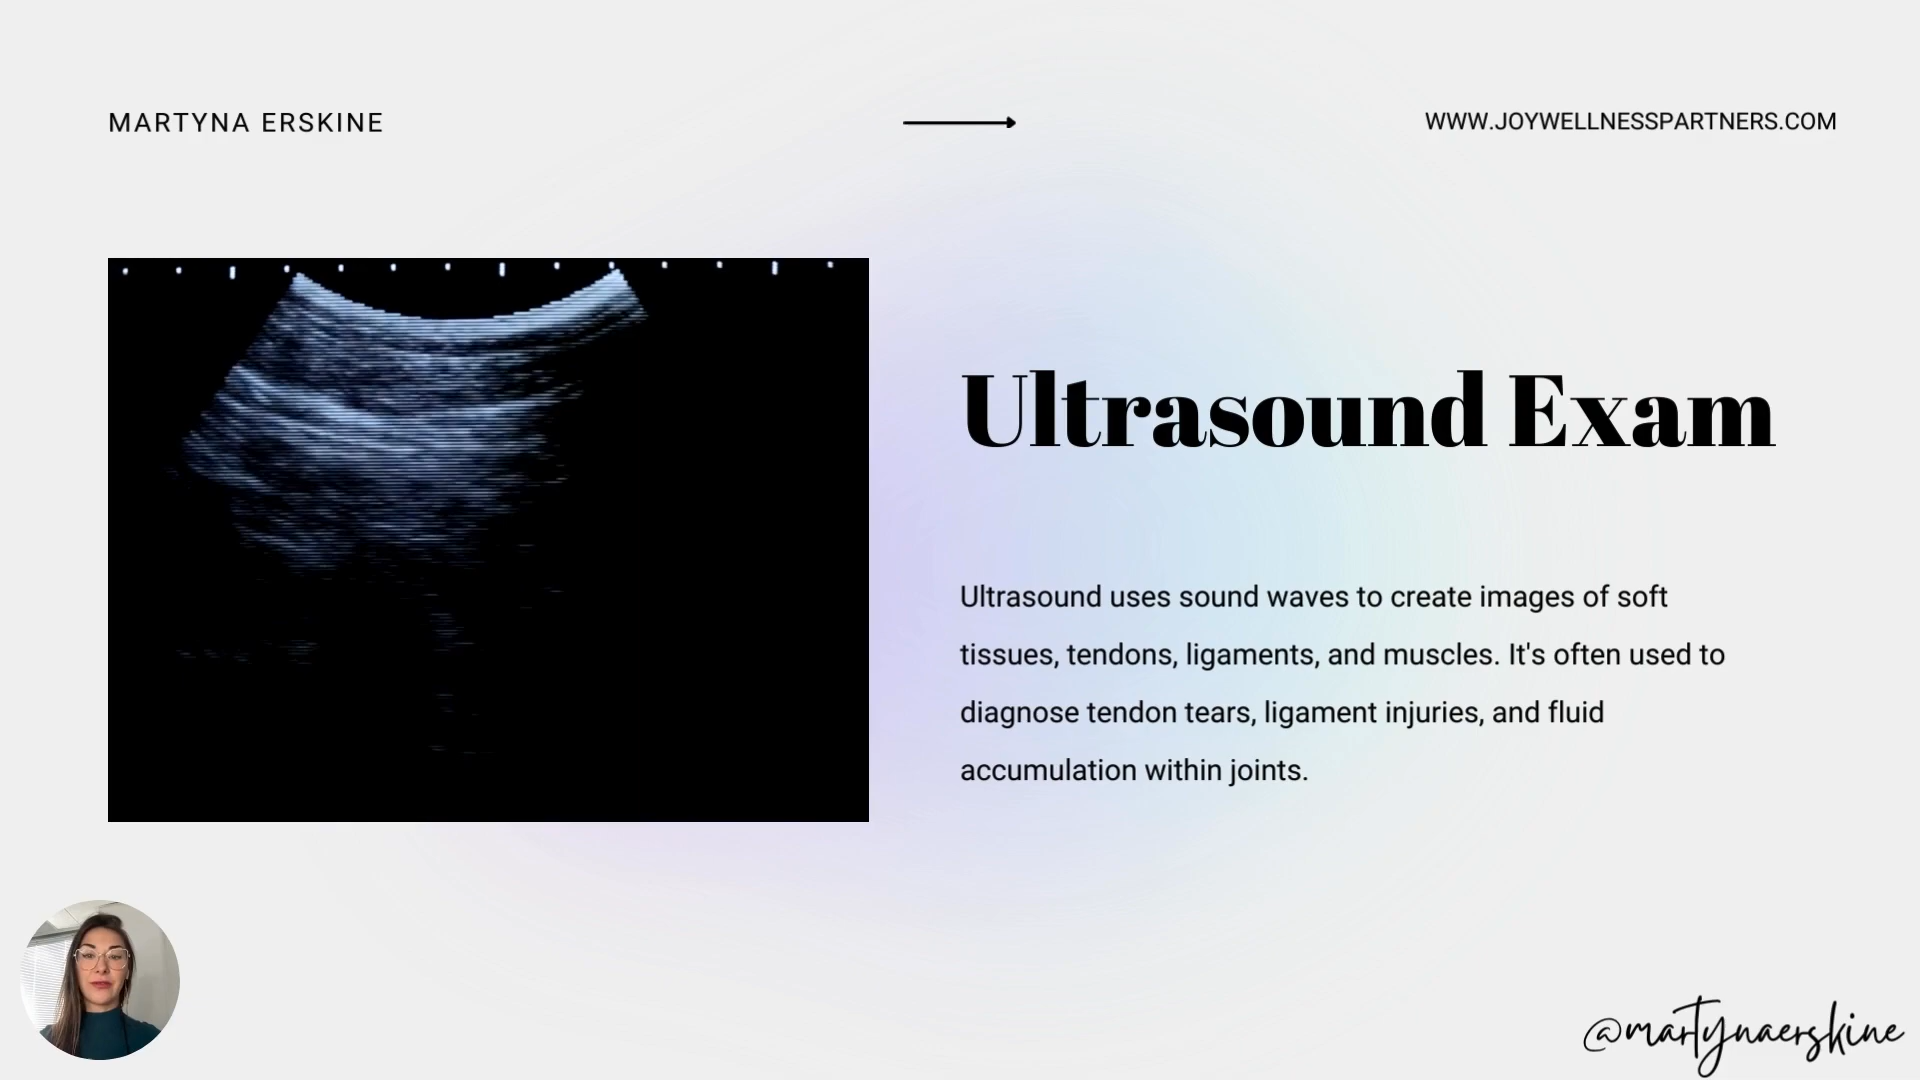 MARTYNA ERSKINE
WWW.JOYWELLNESSPARTNERS.COM
Ultrasound Exam
Ultrasound uses sound waves to create images of soft
tissues, tendons, ligaments, and muscles. It's often used to
diagnose tendon tears, ligament injuries, and fluid
accumulation within joints.
@martynaerskine